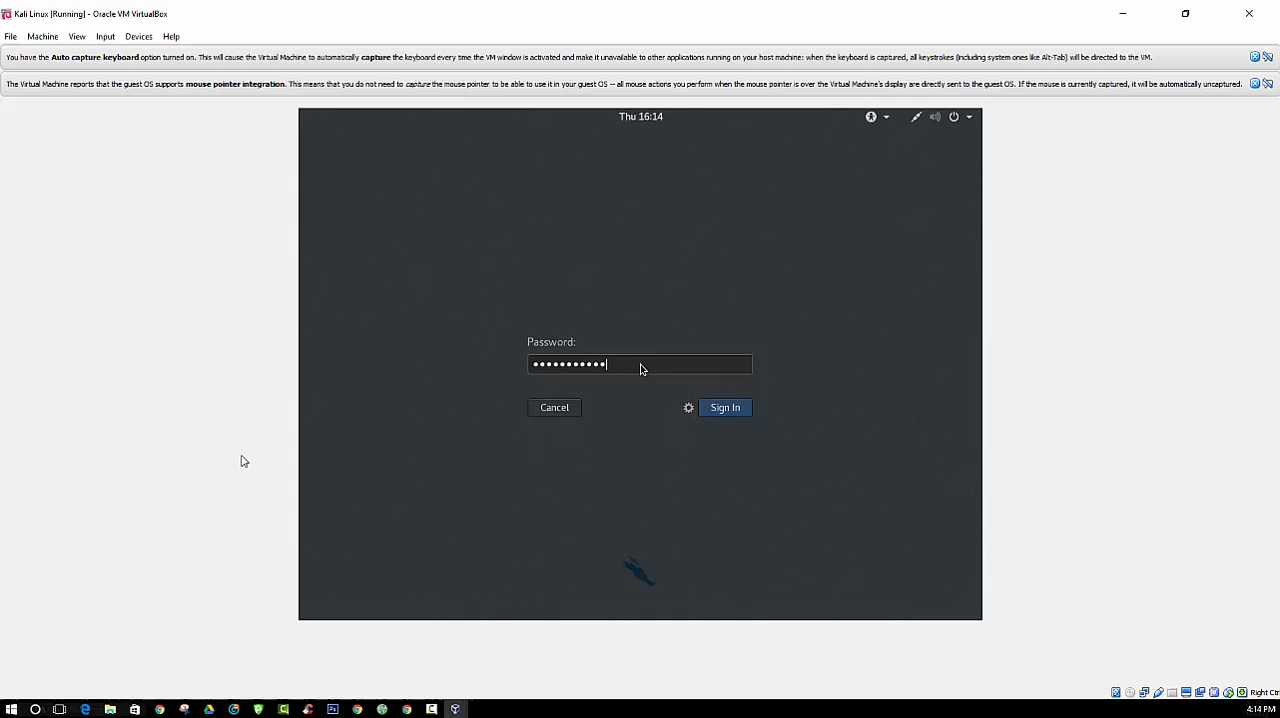 Kali Linux [Running] - Oracle VM VirtualBox
File Machine View Input Devices Help
You have the Auto capture keyboard option turned on. This will cause the Virtual Machine to automatically capture the keyboard every time the VM window is activated and make it unavailable to other applications running on your host machine: when the keyboard is captured, all keystrokes (including system ones like Alt-Tab) will be directed to the VM.
The Virtual Machine reports that the guest OS supports mouse pointer integration. This means that you do not need to capture the mouse pointer to be able to use it in your guest OS -- all mouse actions you perform when the mouse pointer is over the Virtual Machine's display are directly sent to the guest OS. If the mouse is currently captured, it will be automatically uncaptured.
Thu 16:14
Password:
Cancel Sign In
Right Ctr
4:14 PM